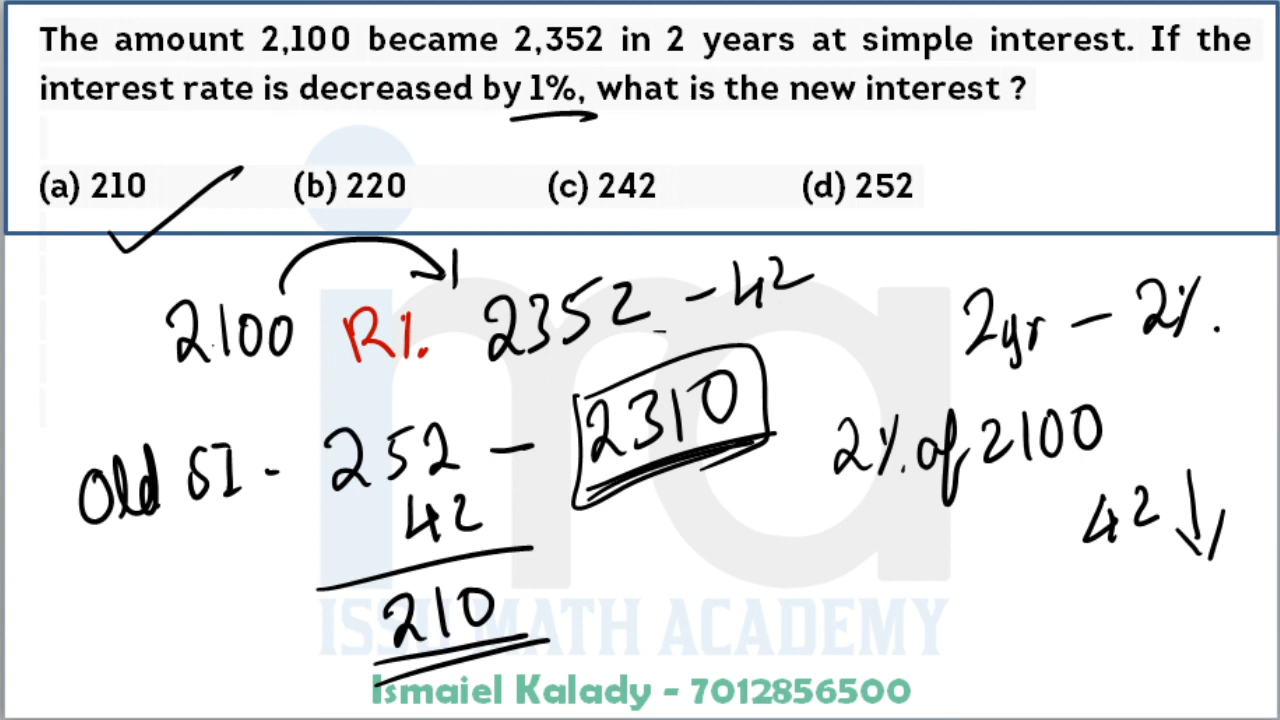 The amount 2,100 became 2,352 in 2 years at simple interest. If the
interest rate is decreased by 1%, what is the new interest ?
(a) 210 (b) 220 (c) 242 (d) 252
2100 R%. 2352 - 42
2yr - 2%.
Old SI - 252 - 2310
2% of 2100
42
42
210
ISSU MATH ACADEMY
Ismaiel Kalady - 7012856500